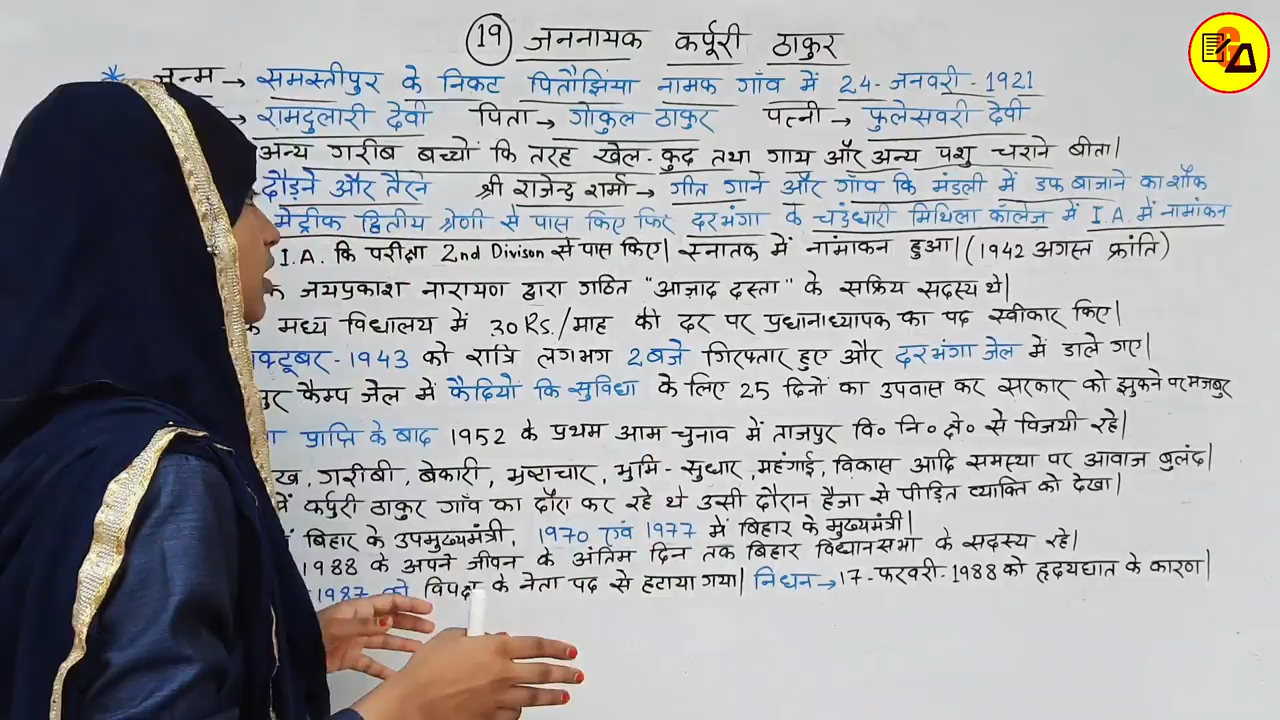 19 जननायक कर्पूरी ठाकुर
* जन्म → समस्तीपुर के निकट पितौझिया नामक गाँव में 24-जनवरी-1921
→ रामदुलारी देवी पिता → गोकुल ठाकुर पत्नी → फुलेसवरी देवी
अन्य गरीब बच्चों कि तरह खेल-कुद तथा गाय और अन्य पशु चराने बीता।
दौड़ने और तैरने श्री राजेन्द्र शर्मा → गीत गाने और गाँव कि मंडली में डफ बाजाने का शौक
मेट्रीक द्वितीय श्रेणी से पास किए फिर दरभंगा के चंद्रधारी मिथिला कॉलेज में I.A. में नामांकन
I.A. कि परीक्षा 2nd Divison से पास किए। स्नातक में नांमाकन हुआ। (1942 अगस्त क्रांति)
जयप्रकाश नारायण द्वारा गठित "आज़ाद दस्ता" के सक्रिय सदस्य थे।
मध्य विद्यालय में 30 Rs./माह की दर पर प्रधानाध्यापक का पद स्वीकार किए।
क्टूबर-1943 को रात्रि लगभग 2 बजे गिरफ्तार हुए और दरभंगा जेल में डाले गए।
पुर कैम्प जेल में कैदियों कि सुविधा के लिए 25 दिनों का उपवास कर सरकार को झुकने पर मजबुर
प्राप्ति के बाद 1952 के प्रथम आम चुनाव में ताजपुर वि० नि० क्षे० से विजयी रहे।
ख, गरीबी, बेकारी, भ्रष्टाचार, भुमि-सुधार, महंगाई, विकास आदि समस्या पर आवाज बुलंद।
में कर्पुरी ठाकुर गाँव का दौरा कर रहे थे उसी दौरान हैजा से पीड़ित व्याक्ति को देखा।
बिहार के उपमुख्यमंत्री, 1970 एवं 1977 में बिहार के मुख्यमंत्री।
1988 के अपने जीवन के अंतिम दिन तक बिहार विधानसभा के सदस्य रहे।
1987 को विपक्ष के नेता पद से हटाया गया। निधन → 17-फरवरी-1988 को हृदयघात के कारण।